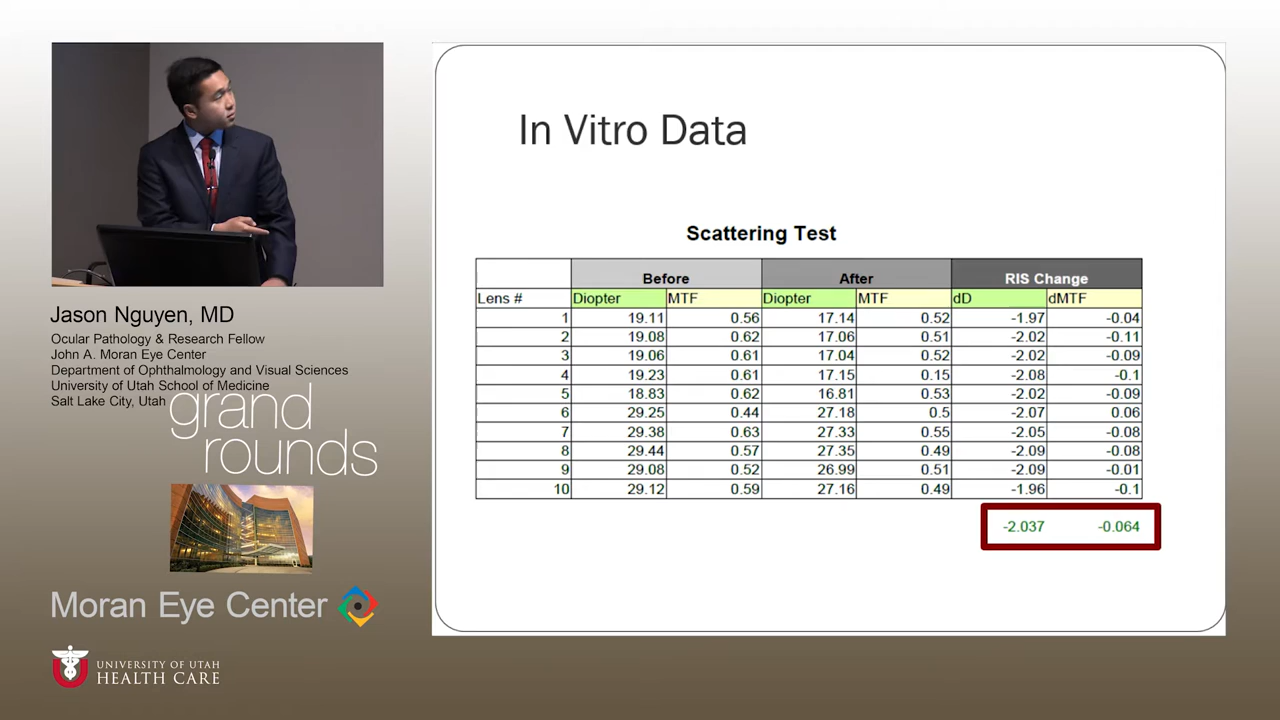 In Vitro Data
Scattering Test
Before After RIS Change
Lens # Diopter MTF Diopter MTF dD dMTF
1 19.11 0.56 17.14 0.52 -1.97 -0.04
2 19.08 0.62 17.06 0.51 -2.02 -0.11
3 19.06 0.61 17.04 0.52 -2.02 -0.09
4 19.23 0.61 17.15 0.15 -2.08 -0.1
5 18.83 0.62 16.81 0.53 -2.02 -0.09
6 29.25 0.44 27.18 0.5 -2.07 0.06
7 29.38 0.63 27.33 0.55 -2.05 -0.08
8 29.44 0.57 27.35 0.49 -2.09 -0.08
9 29.08 0.52 26.99 0.51 -2.09 -0.01
10 29.12 0.59 27.16 0.49 -1.96 -0.1
-2.037 -0.064
Jason Nguyen, MD
Ocular Pathology & Research Fellow
John A. Moran Eye Center
Department of Ophthalmology and Visual Sciences
University of Utah School of Medicine
Salt Lake City, Utah
grand
rounds
Moran Eye Center
UNIVERSITY OF UTAH
HEALTH CARE